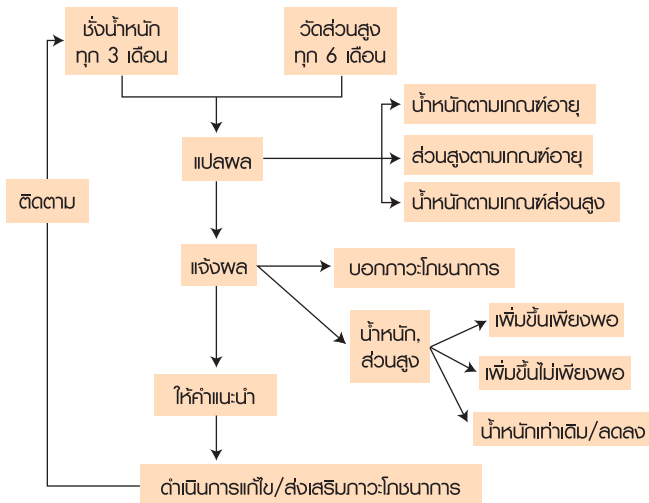 ชั่งน้ำหนัก
ทุก 3 เดือน
วัดส่วนสูง
ทุก 6 เดือน
น้ำหนักตามเกณฑ์อายุ
แปลผล
ส่วนสูงตามเกณฑ์อายุ
น้ำหนักตามเกณฑ์ส่วนสูง
ติดตาม
แจ้งผล
บอกภาวะโภชนาการ
น้ำหนัก,
ส่วนสูง
เพิ่มขึ้นเพียงพอ
เพิ่มขึ้นไม่เพียงพอ
น้ำหนักเท่าเดิม/ลดลง
ให้คำแนะนำ
ดำเนินการแก้ไข/ส่งเสริมภาวะโภชนาการ